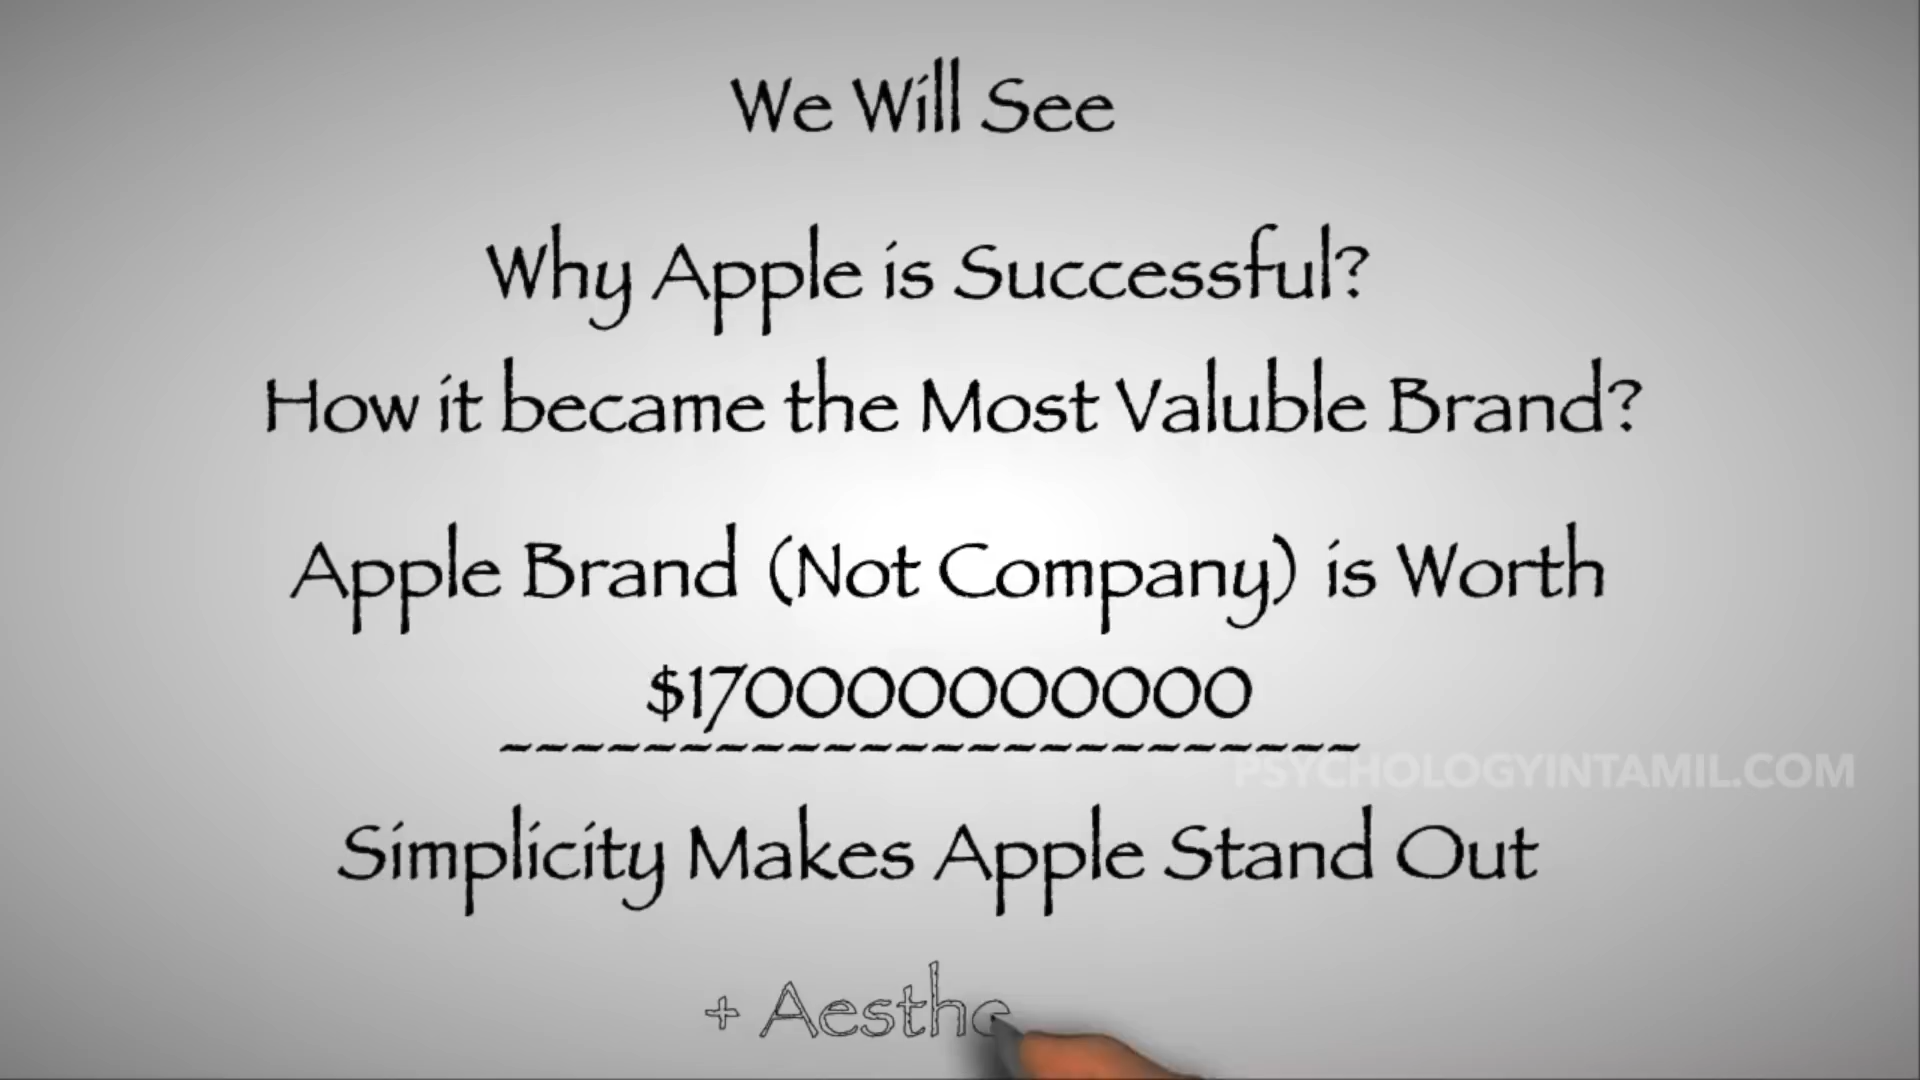 We Will See
Why Apple is Successful?
How it became the Most Valuble Brand?
Apple Brand (Not Company) is Worth
$170000000000
~~~~~~~~~~~~~~~~~~~~~~~~
PSYCHOLOGYINTAMIL.COM
Simplicity Makes Apple Stand Out
+ Aesthe